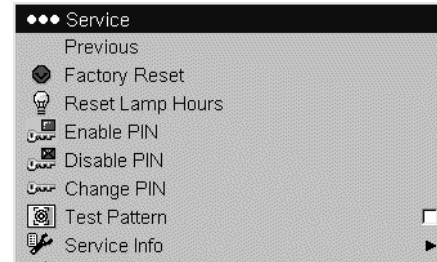 Service
Previous
Factory Reset
Reset Lamp Hours
Enable PIN
Disable PIN
Change PIN
Test Pattern
Service Info